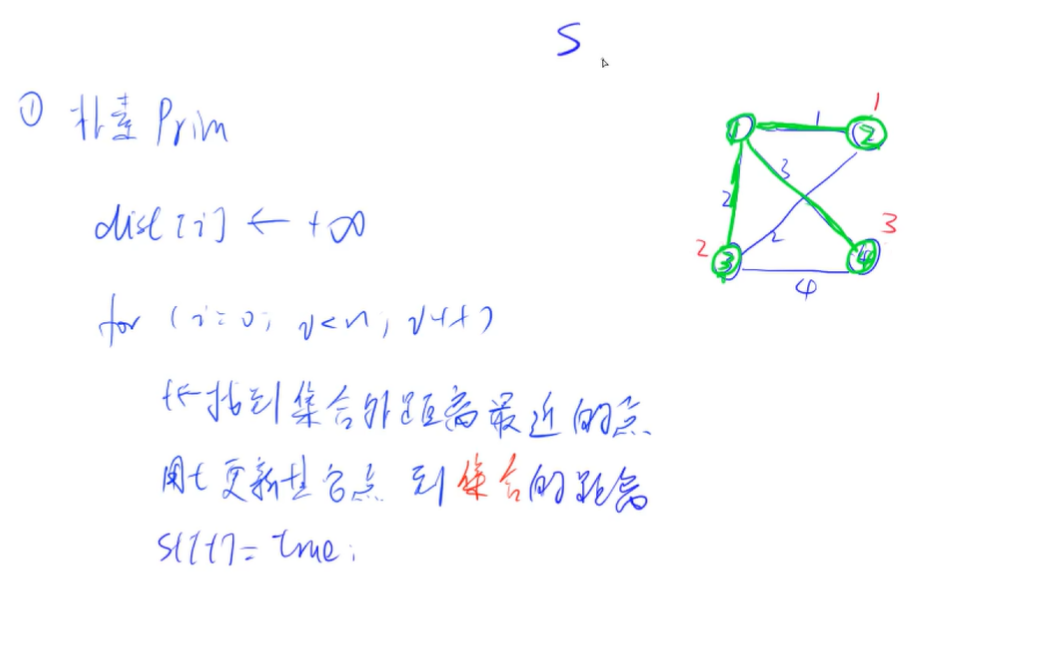 S
① 朴素 Prim
dist[i] ← +∞
for (i=0; i<n; i++)
t←找到集合外距离最近的点
用t更新其它点 到集合的距离
s[t]=true;
1
1
1
2
3
2
3
2
2
3
4
4